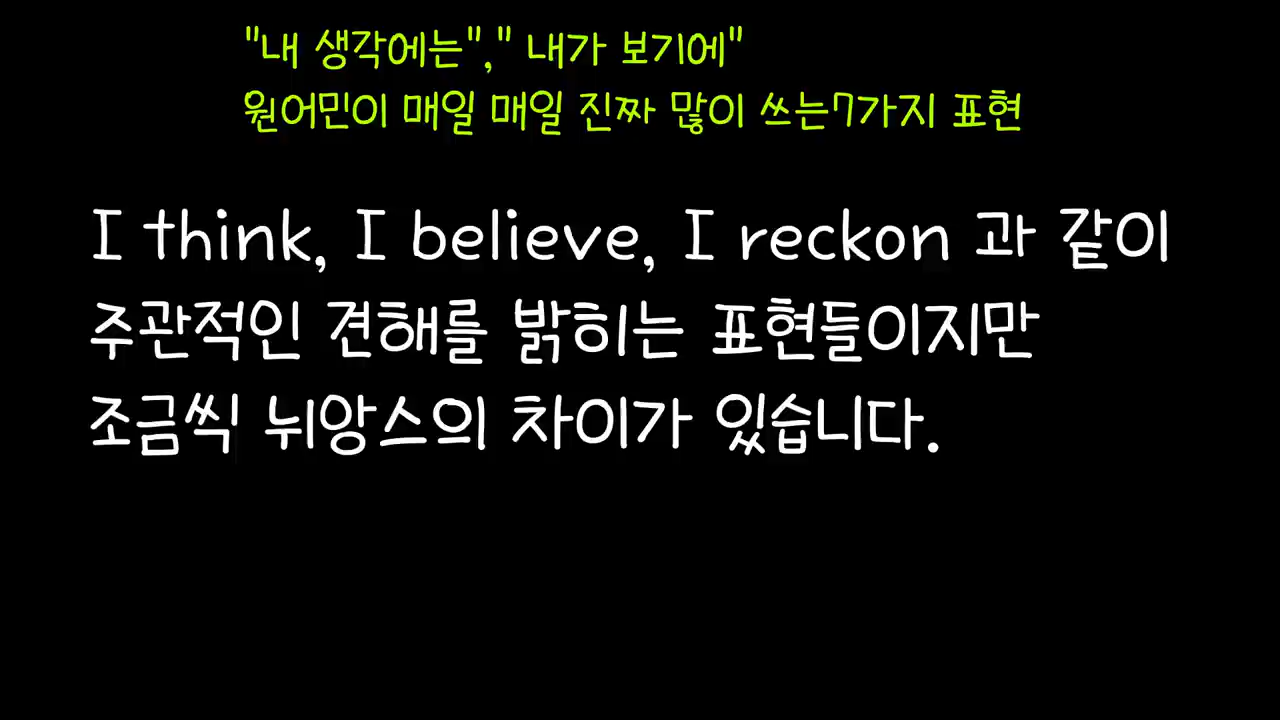 "내 생각에는"," 내가 보기에"
원어민이 매일 매일 진짜 많이 쓰는7가지 표현
I think, I believe, I reckon 과 같이
주관적인 견해를 밝히는 표현들이지만
조금씩 뉘앙스의 차이가 있습니다.